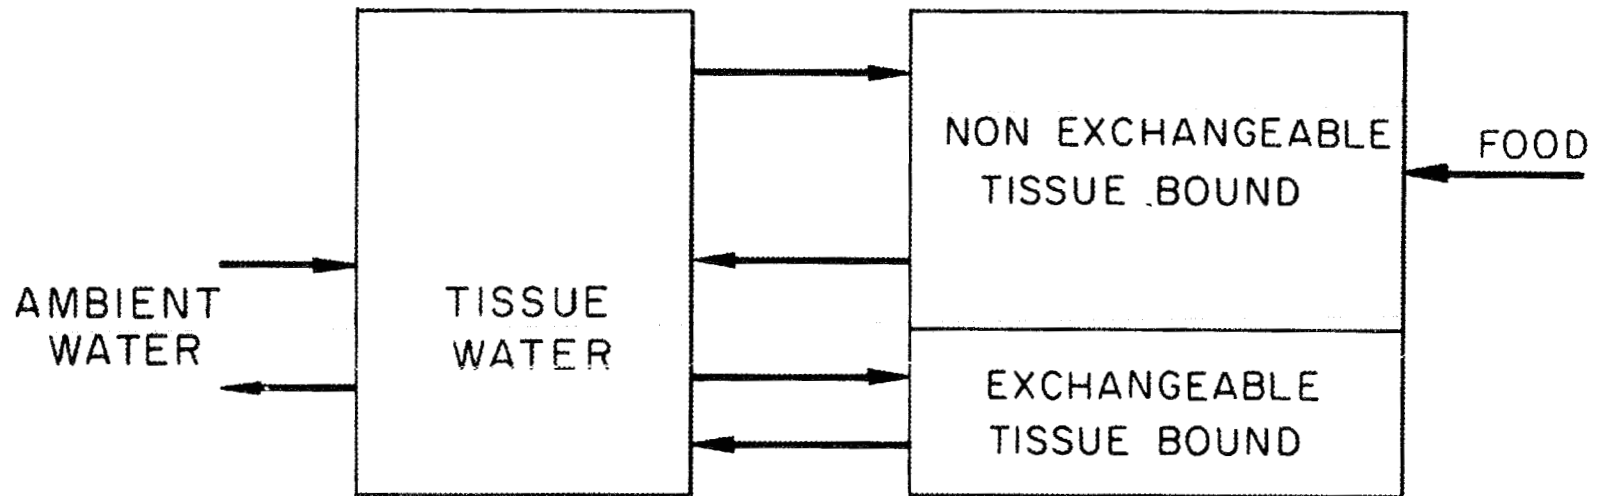 NON EXCHANGEABLE
TISSUE BOUND
FOOD
AMBIENT
WATER
TISSUE
WATER
EXCHANGEABLE
TISSUE BOUND